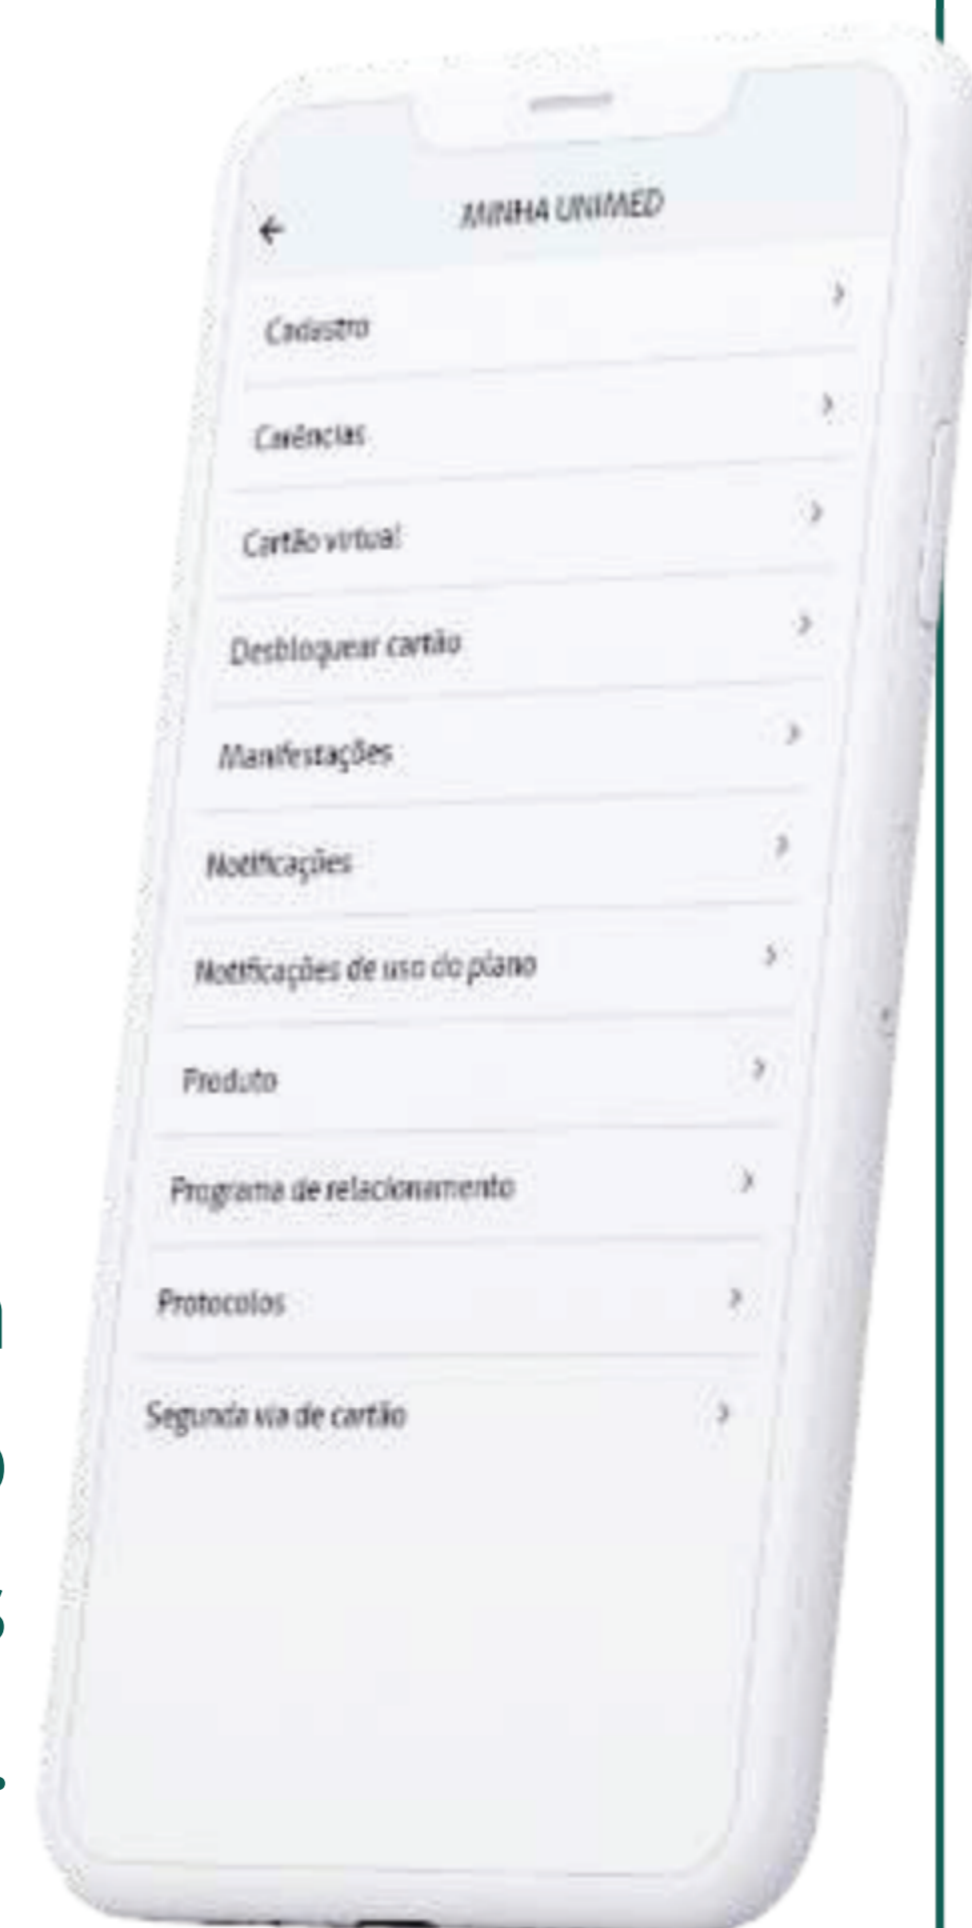 MINHA UNIMED
Cadastro
Carências
Cartão virtual
Desbloquear cartão
Manifestações
Notificações
Notificações de uso do plano
Produto
Programa de relacionamento
Protocolos
Segunda via de cartão